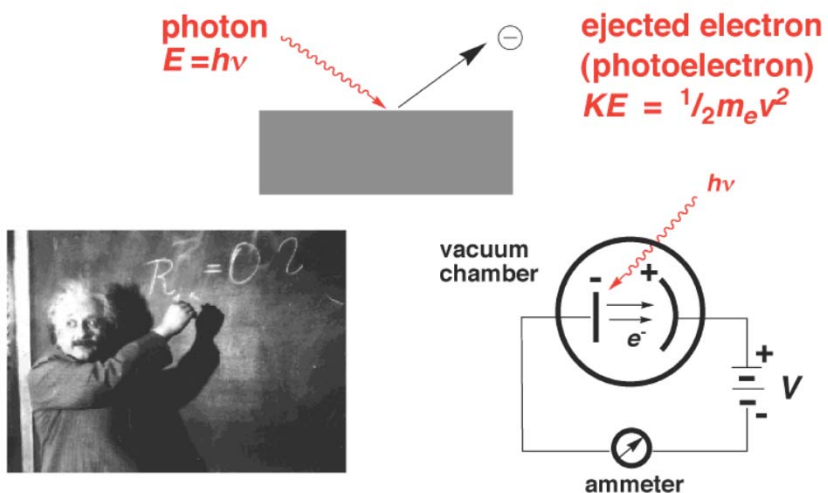 photon
E = hν
ejected electron
(photoelectron)
KE = ¹/₂mₑv²
hν
vacuum
chamber
- +
e⁻
+
V
-
ammeter